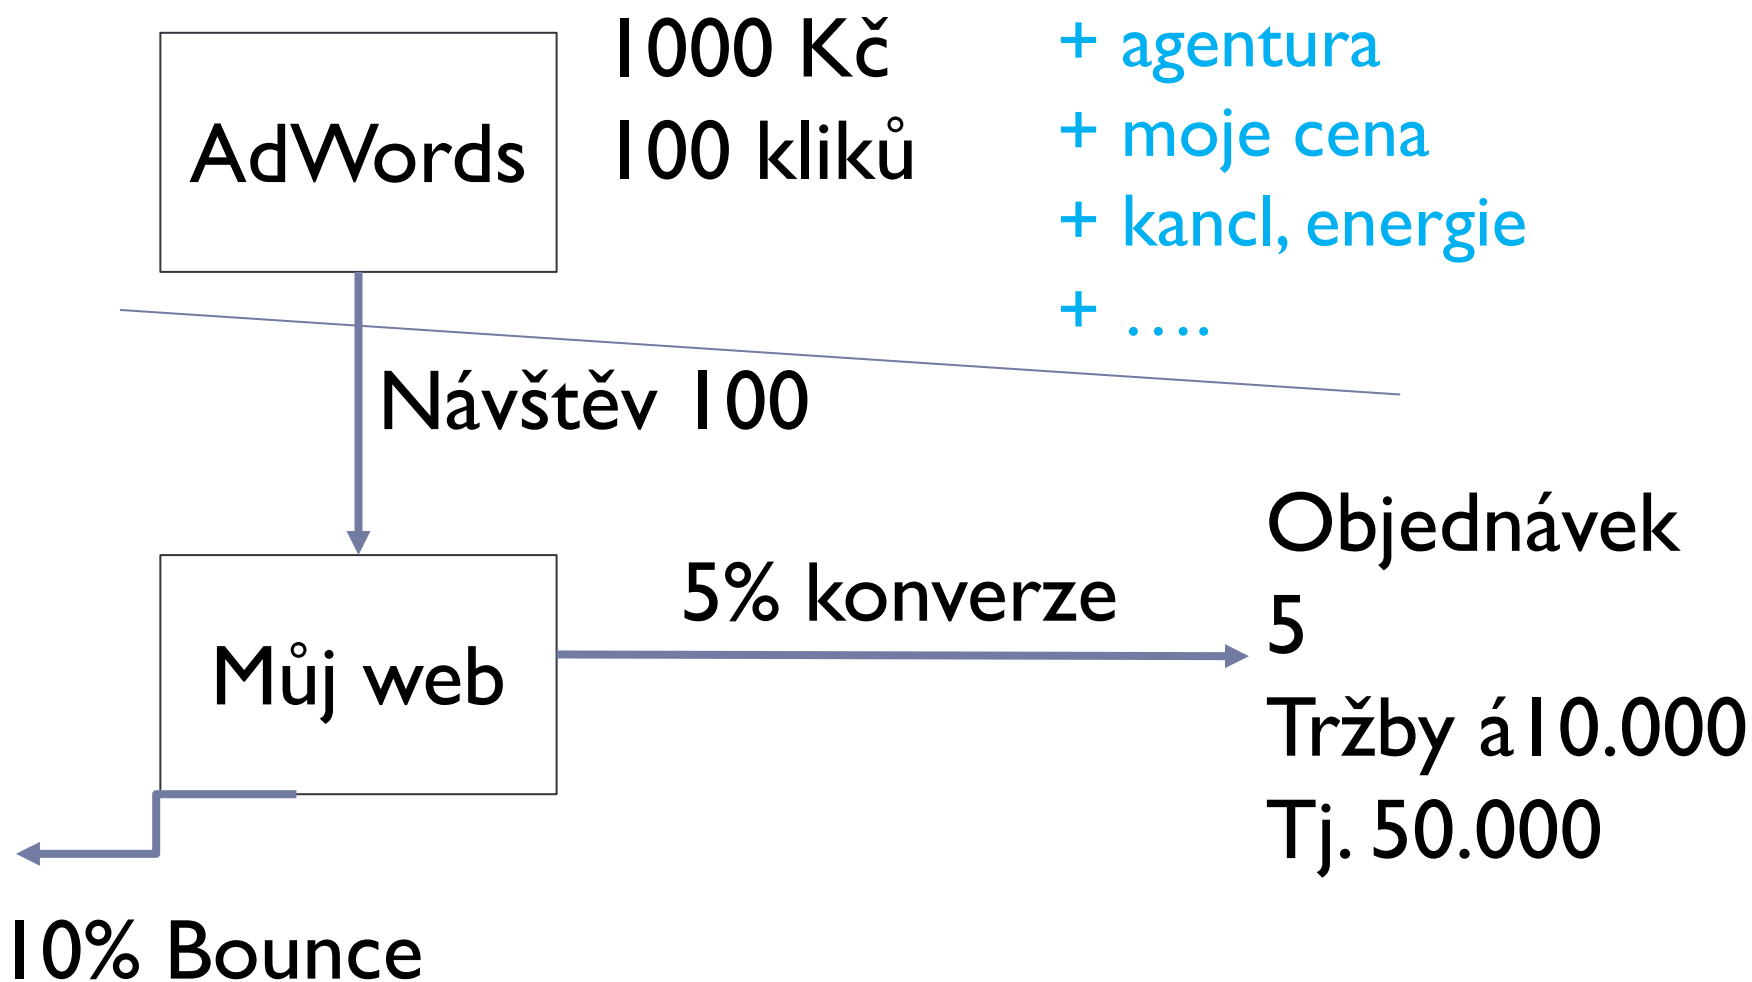 AdWords
1000 Kč
100 kliků
+ agentura
+ moje cena
+ kancl, energie
+ ....
Návštěv 100
Můj web
5% konverze
Objednávek
5
Tržby á10.000
Tj. 50.000
10% Bounce